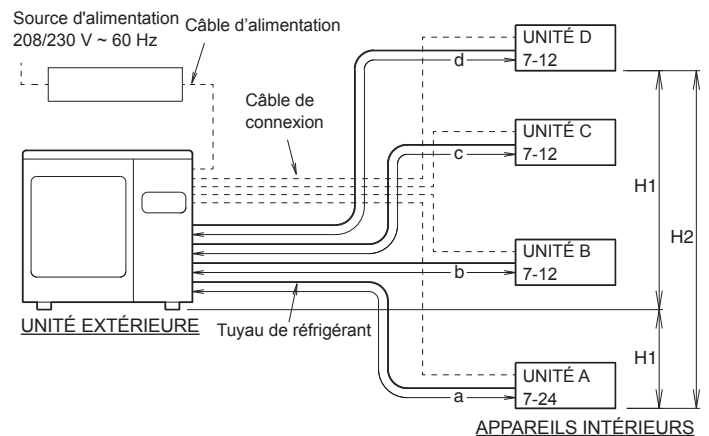 Source d'alimentation
208/230 V ~ 60 Hz
Câble d’alimentation
Câble de
connexion
UNITÉ D
7-12
d
UNITÉ C
7-12
c
H1
H2
UNITÉ B
7-12
b
UNITÉ EXTÉRIEURE
Tuyau de réfrigérant
H1
UNITÉ A
7-24
a
APPAREILS INTÉRIEURS